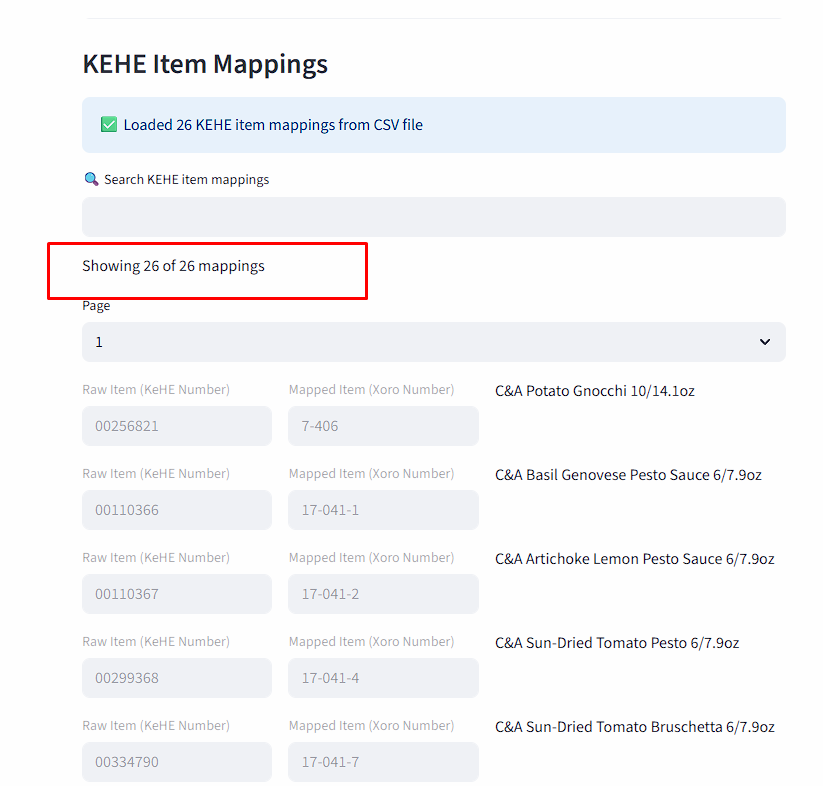 KEHE Item Mappings
✅ Loaded 26 KEHE item mappings from CSV file
🔍 Search KEHE item mappings
Showing 26 of 26 mappings
Page
1
Raw Item (KeHE Number) Mapped Item (Xoro Number) C&A Potato Gnocchi 10/14.1oz
00256821 7-406
Raw Item (KeHE Number) Mapped Item (Xoro Number) C&A Basil Genovese Pesto Sauce 6/7.9oz
00110366 17-041-1
Raw Item (KeHE Number) Mapped Item (Xoro Number) C&A Artichoke Lemon Pesto Sauce 6/7.9oz
00110367 17-041-2
Raw Item (KeHE Number) Mapped Item (Xoro Number) C&A Sun-Dried Tomato Pesto 6/7.9oz
00299368 17-041-4
Raw Item (KeHE Number) Mapped Item (Xoro Number) C&A Sun-Dried Tomato Bruschetta 6/7.9oz
00334790 17-041-7